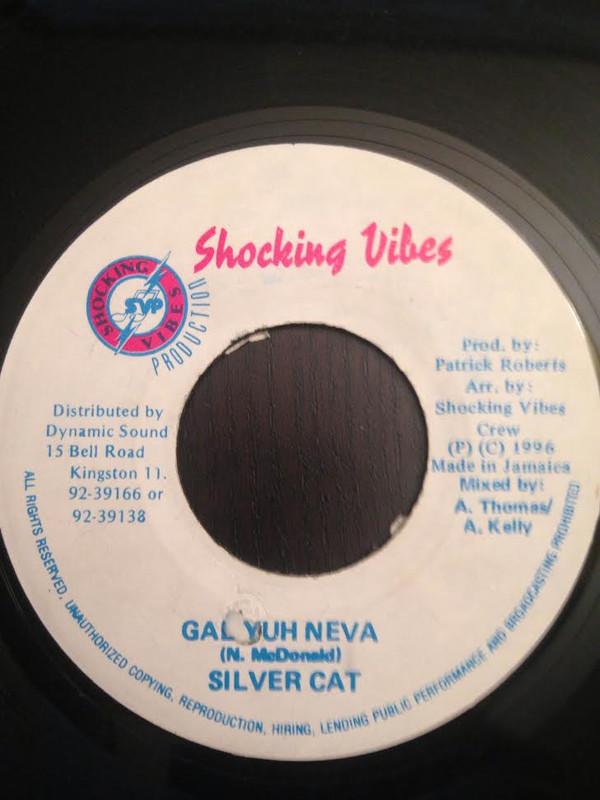 Shocking Vibes
SHOCKING VIBES
SVP
PRODUCTION
Prod. by:
Patrick Roberts
Arr. by:
Shocking Vibes
Crew
(P) (C) 1996
Made in Jamaica
Mixed by:
A. Thomas/
A. Kelly
Distributed by
Dynamic Sound
15 Bell Road
Kingston 11.
92-39166 or
92-39138
GAL YUH NEVA
(N. McDonald)
SILVER CAT
ALL RIGHTS RESERVED, UNAUTHORIZED COPYING, REPRODUCTION, HIRING, LENDING PUBLIC PERFORMANCE AND BROADCASTING PROHIBITED